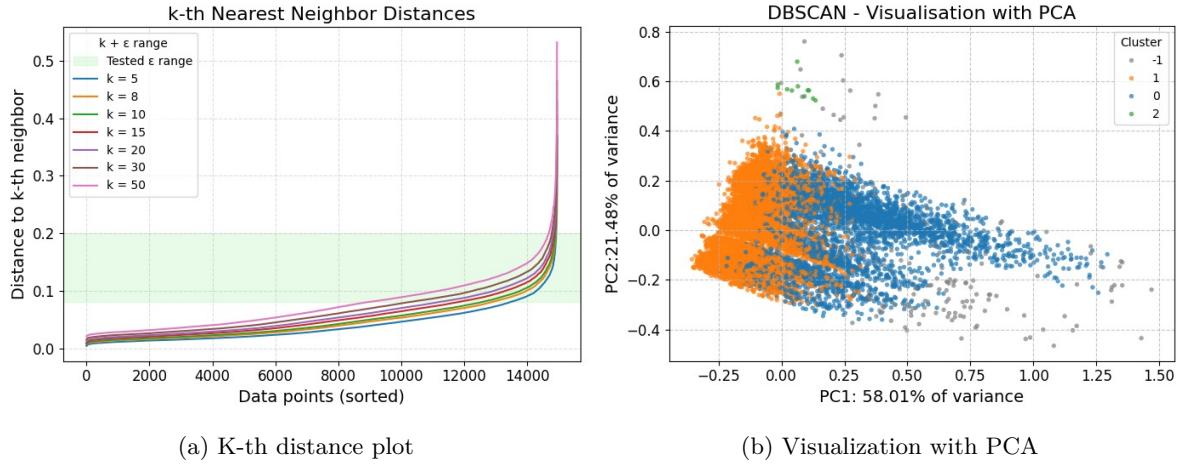 k-th Nearest Neighbor Distances
Distance to k-th neighbor
0.5
0.4
0.3
0.2
0.1
0.0
k + ε range
Tested ε range
k = 5
k = 8
k = 10
k = 15
k = 20
k = 30
k = 50
0 2000 4000 6000 8000 10000 12000 14000
Data points (sorted)
(a) K-th distance plot
DBSCAN - Visualisation with PCA
PC2:21.48% of variance
0.8
0.6
0.4
0.2
0.0
−0.2
−0.4
Cluster
-1
1
0
2
−0.25 0.00 0.25 0.50 0.75 1.00 1.25 1.50
PC1: 58.01% of variance
(b) Visualization with PCA